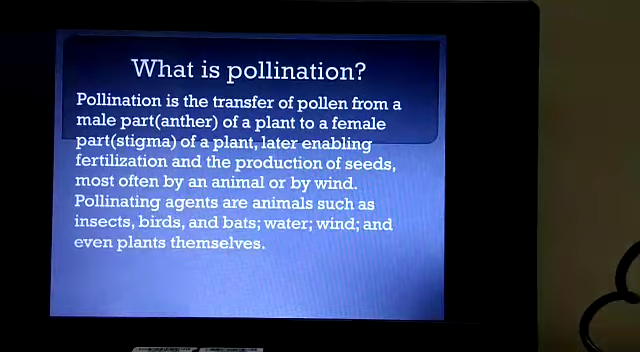 What is pollination?
Pollination is the transfer of pollen from a
male part(anther) of a plant to a female
part(stigma) of a plant, later enabling
fertilization and the production of seeds,
most often by an animal or by wind.
Pollinating agents are animals such as
insects, birds, and bats; water; wind; and
even plants themselves.